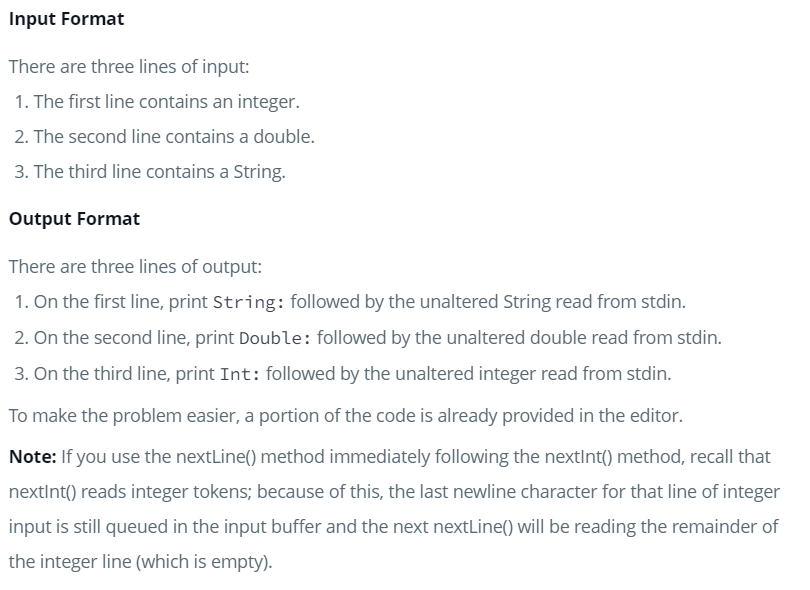 Input Format
There are three lines of input:
1. The first line contains an integer.
2. The second line contains a double.
3. The third line contains a String.
Output Format
There are three lines of output:
1. On the first line, print String: followed by the unaltered String read from stdin.
2. On the second line, print Double: followed by the unaltered double read from stdin.
3. On the third line, print Int: followed by the unaltered integer read from stdin.
To make the problem easier, a portion of the code is already provided in the editor.
Note: If you use the nextLine() method immediately following the nextInt() method, recall that
nextInt() reads integer tokens; because of this, the last newline character for that line of integer
input is still queued in the input buffer and the next nextLine() will be reading the remainder of
the integer line (which is empty).